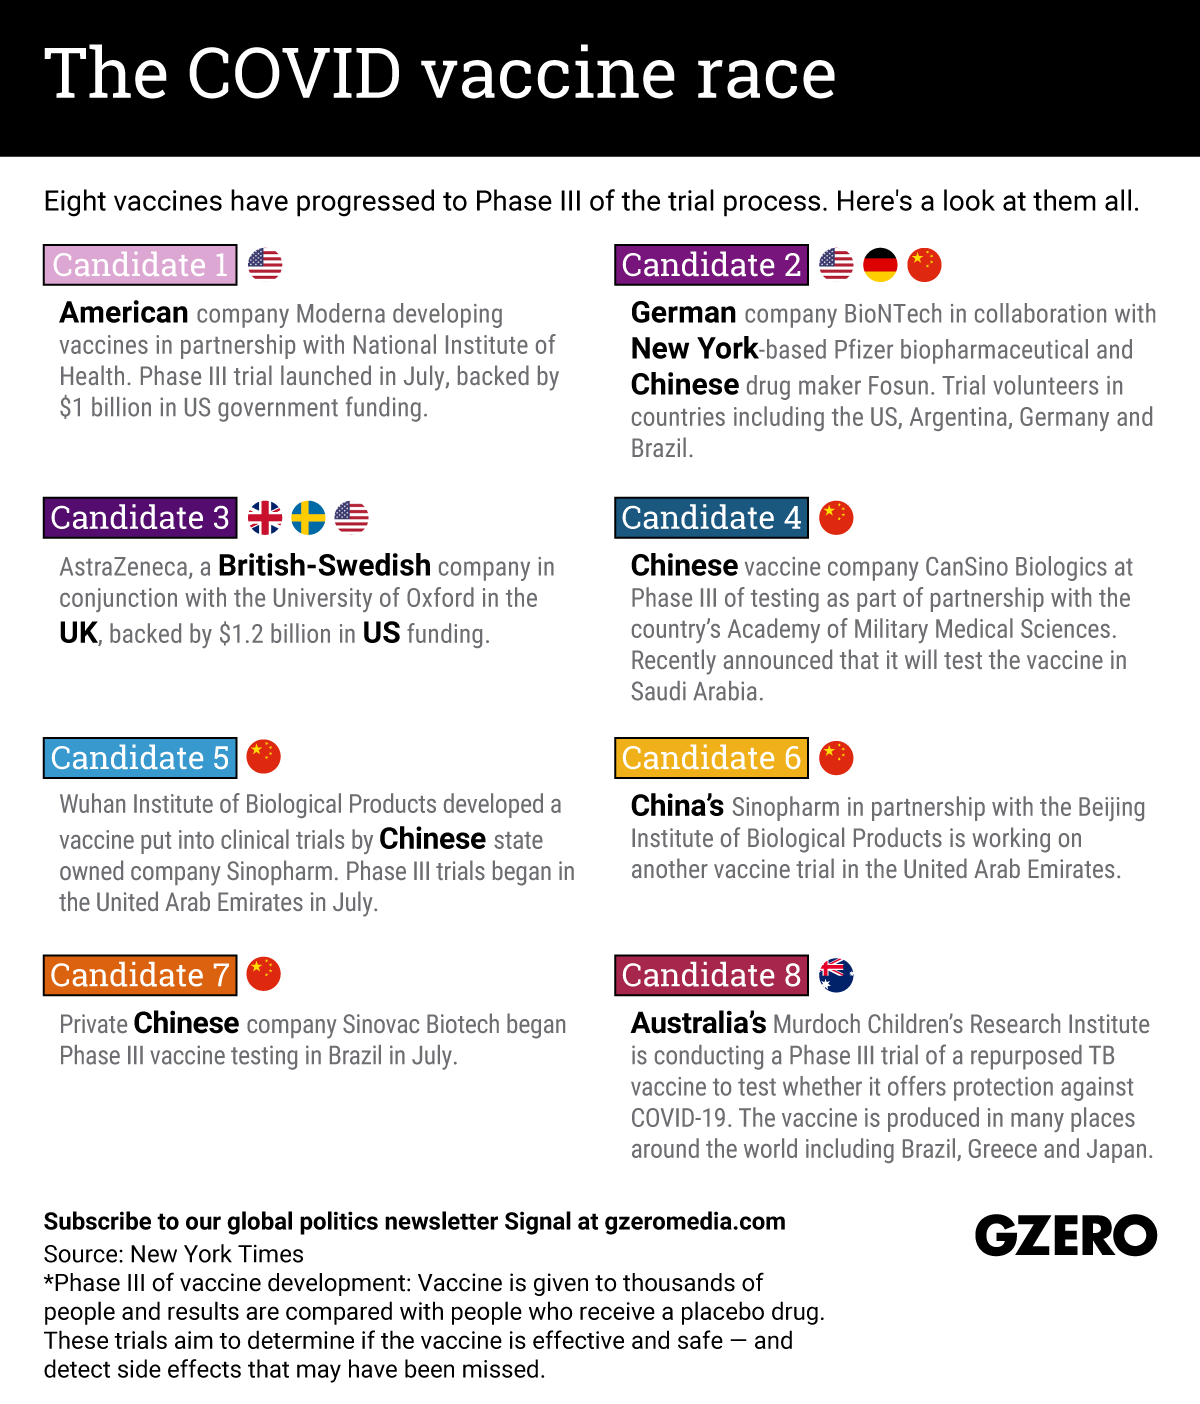 The COVID vaccine race
Eight vaccines have progressed to Phase III of the trial process. Here's a look at them all.
Candidate 1
American company Moderna developing
vaccines in partnership with National Institute of
Health. Phase III trial launched in July, backed by
$1 billion in US government funding.
Candidate 2
German company BioNTech in collaboration with
New York-based Pfizer biopharmaceutical and
Chinese drug maker Fosun. Trial volunteers in
countries including the US, Argentina, Germany and
Brazil.
Candidate 3
AstraZeneca, a British-Swedish company in
conjunction with the University of Oxford in the
UK, backed by $1.2 billion in US funding.
Candidate 4
Chinese vaccine company CanSino Biologics at
Phase III of testing as part of partnership with the
country’s Academy of Military Medical Sciences.
Recently announced that it will test the vaccine in
Saudi Arabia.
Candidate 5
Wuhan Institute of Biological Products developed a
vaccine put into clinical trials by Chinese state
owned company Sinopharm. Phase III trials began in
the United Arab Emirates in July.
Candidate 6
China’s Sinopharm in partnership with the Beijing
Institute of Biological Products is working on
another vaccine trial in the United Arab Emirates.
Candidate 7
Private Chinese company Sinovac Biotech began
Phase III vaccine testing in Brazil in July.
Candidate 8
Australia’s Murdoch Children’s Research Institute
is conducting a Phase III trial of a repurposed TB
vaccine to test whether it offers protection against
COVID-19. The vaccine is produced in many places
around the world including Brazil, Greece and Japan.
Subscribe to our global politics newsletter Signal at gzeromedia.com
Source: New York Times
*Phase III of vaccine development: Vaccine is given to thousands of
people and results are compared with people who receive a placebo drug.
These trials aim to determine if the vaccine is effective and safe — and
detect side effects that may have been missed.
GZERO